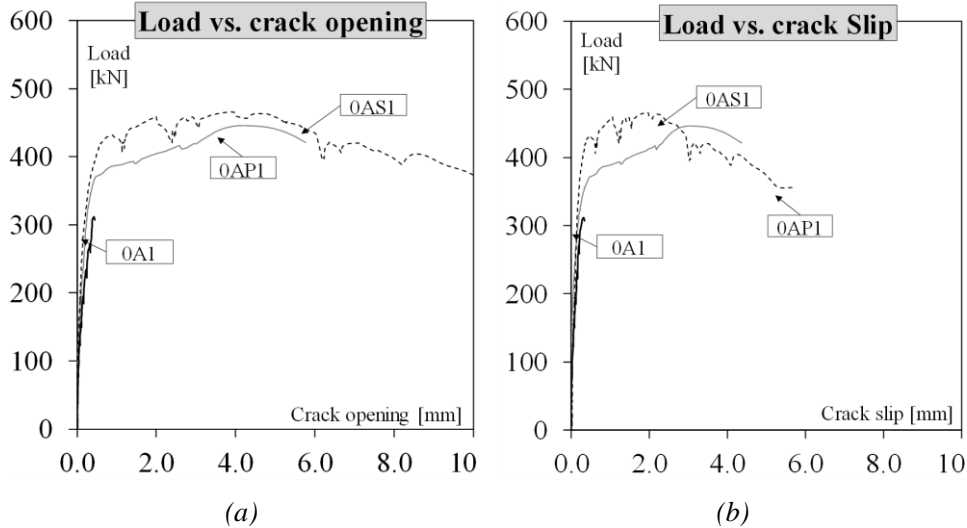 Load vs. crack opening
600
500
400
300
200
100
0
Load
[kN]
0AS1
0AP1
0A1
Crack opening [mm]
0.0 2.0 4.0 6.0 8.0 10
(a)
Load vs. crack Slip
600
500
400
300
200
100
0
Load
[kN]
0AS1
0A1
0AP1
Crack slip [mm]
0.0 2.0 4.0 6.0 8.0 10
(b)